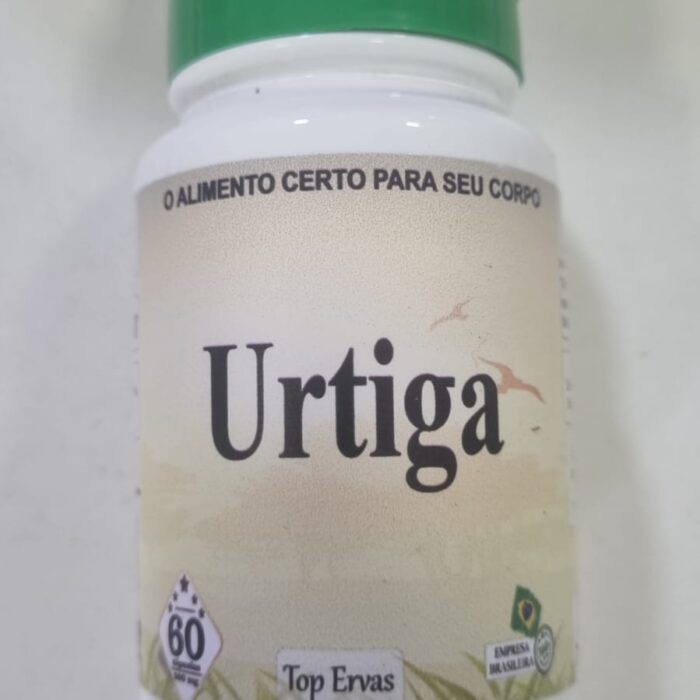 O ALIMENTO CERTO PARA SEU CORPO
Urtiga
60
EMPRESA
BRASILEIRA
Top Ervas